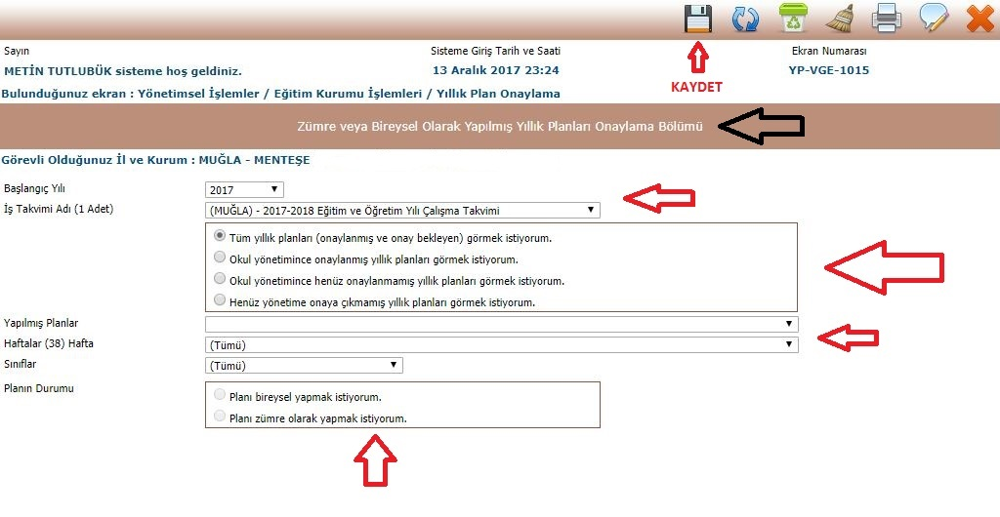 Sayın
Sisteme Giriş Tarih ve Saati
Ekran Numarası
METİN TUTLUBÜK sisteme hoş geldiniz.
13 Aralık 2017 23:24
KAYDET
YP-VGE-1015
Bulunduğunuz ekran : Yönetimsel İşlemler / Eğitim Kurumu İşlemleri / Yıllık Plan Onaylama
Zümre veya Bireysel Olarak Yapılmış Yıllık Planları Onaylama Bölümü
Görevli Olduğunuz İl ve Kurum : MUĞLA - MENTEŞE
Başlangıç Yılı
2017
İş Takvimi Adı (1 Adet)
(MUĞLA) - 2017-2018 Eğitim ve Öğretim Yılı Çalışma Takvimi
Tüm yıllık planları (onaylanmış ve onay bekleyen) görmek istiyorum.
Okul yönetimince onaylanmış yıllık planları görmek istiyorum.
Okul yönetimince henüz onaylanmamış yıllık planları görmek istiyorum.
Henüz yönetime onaya çıkmamış yıllık planları görmek istiyorum.
Yapılmış Planlar
Haftalar (38) Hafta
(Tümü)
Sınıflar
(Tümü)
Planın Durumu
Planı bireysel yapmak istiyorum.
Planı zümre olarak yapmak istiyorum.